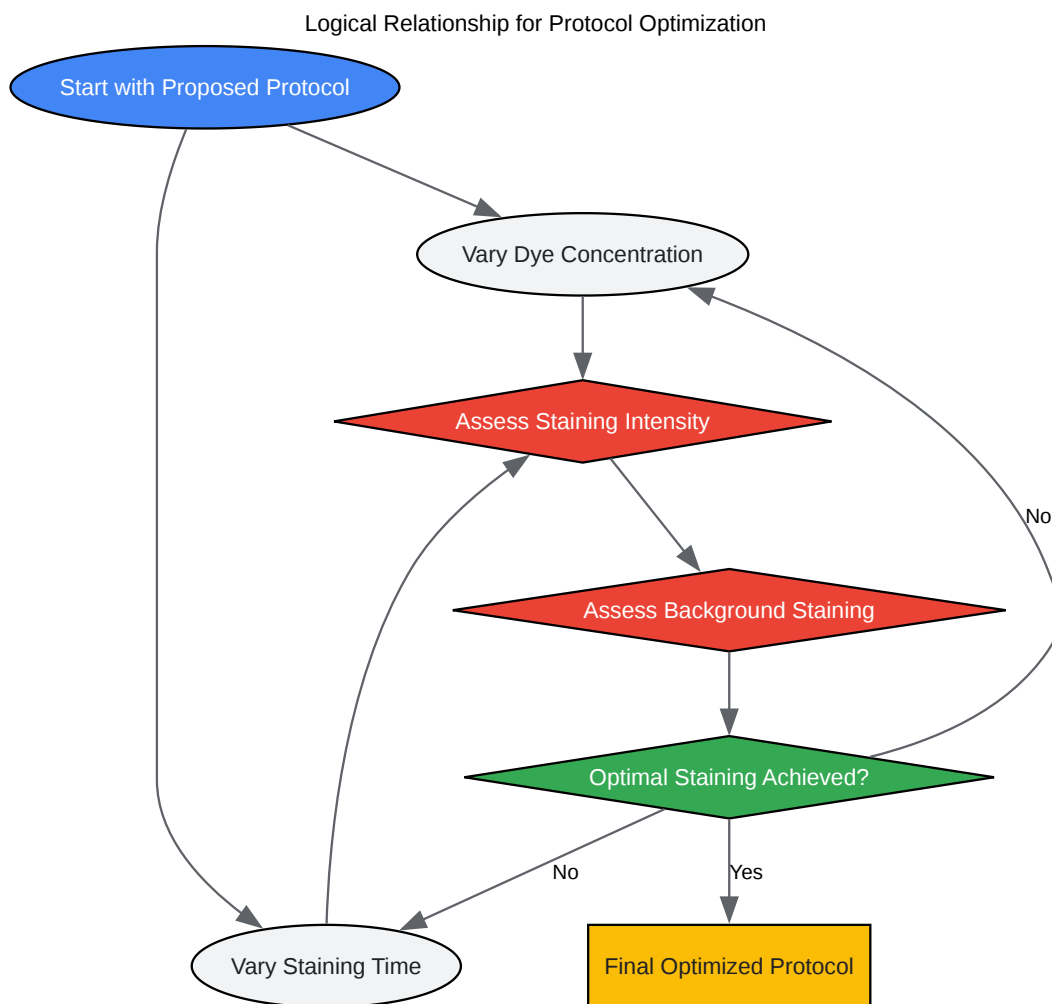 Logical Relationship for Protocol Optimization
Start with Proposed Protocol
Vary Dye Concentration
Assess Staining Intensity
No
Assess Background Staining
Optimal Staining Achieved?
No
Yes
Vary Staining Time
Final Optimized Protocol